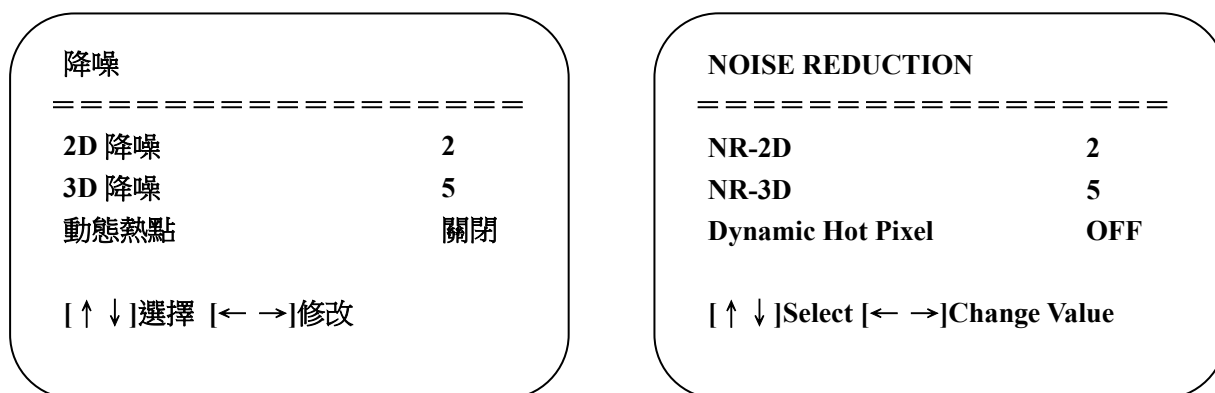 降噪
==================
2D 降噪 2
3D 降噪 5
動態熱點 關閉
[↑↓]選擇 [← →]修改
NOISE REDUCTION
==================
NR-2D 2
NR-3D 5
Dynamic Hot Pixel OFF
[↑↓]Select [← →]Change Value